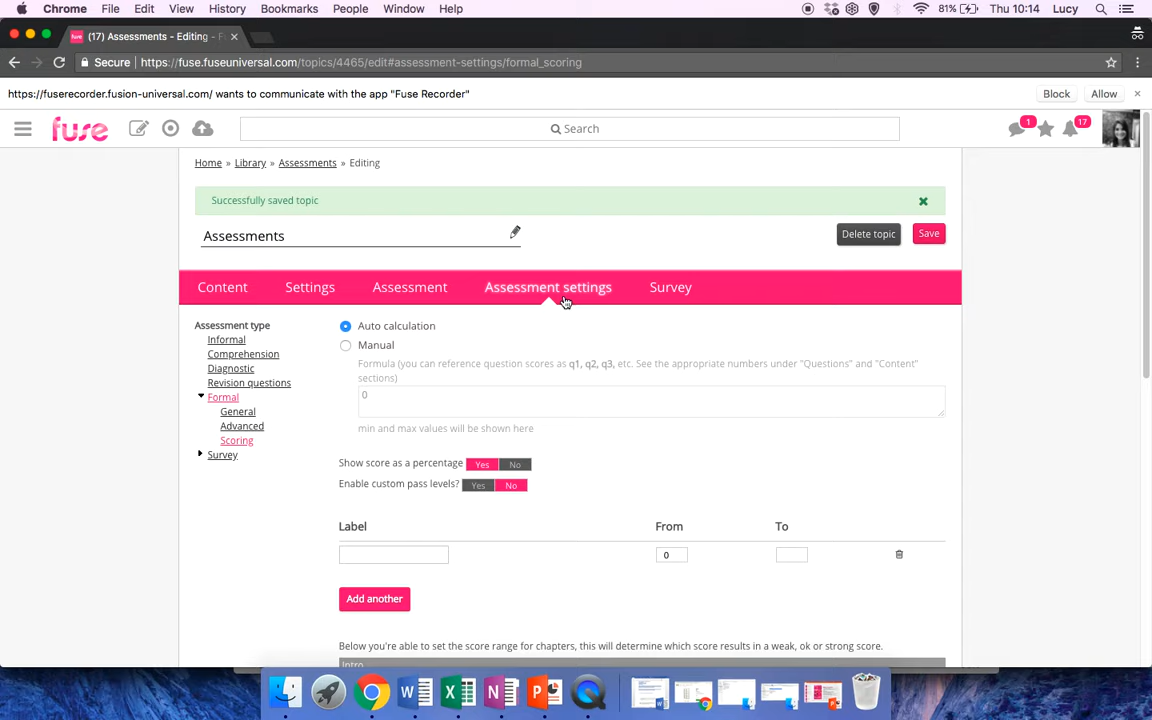 Chrome File Edit View History Bookmarks People Window Help 81% Thu 10:14 Lucy
(17) Assessments - Editing - F
Secure https://fuse.fuseuniversal.com/topics/4465/edit#assessment-settings/formal_scoring
https://fuserecorder.fusion-universal.com/ wants to communicate with the app "Fuse Recorder" Block Allow
fuse Search 1 17
Home » Library » Assessments » Editing
Successfully saved topic
Assessments Delete topic Save
Content Settings Assessment Assessment settings Survey
Assessment type
Informal
Comprehension
Diagnostic
Revision questions
Formal
General
Advanced
Scoring
Survey
Auto calculation
Manual
Formula (you can reference question scores as q1, q2, q3, etc. See the appropriate numbers under "Questions" and "Content"
sections)
0
min and max values will be shown here
Show score as a percentage Yes No
Enable custom pass levels? Yes No
Label From To
0
Add another
Below you're able to set the score range for chapters, this will determine which score results in a weak, ok or strong score.
Intro